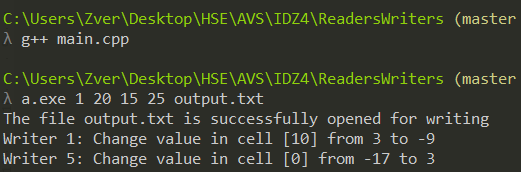 C:\Users\Zver\Desktop\HSE\AVS\IDZ4\ReadersWriters (master
λ g++ main.cpp
C:\Users\Zver\Desktop\HSE\AVS\IDZ4\ReadersWriters (master
λ a.exe 1 20 15 25 output.txt
The file output.txt is successfully opened for writing
Writer 1: Change value in cell [10] from 3 to -9
Writer 5: Change value in cell [0] from -17 to 3